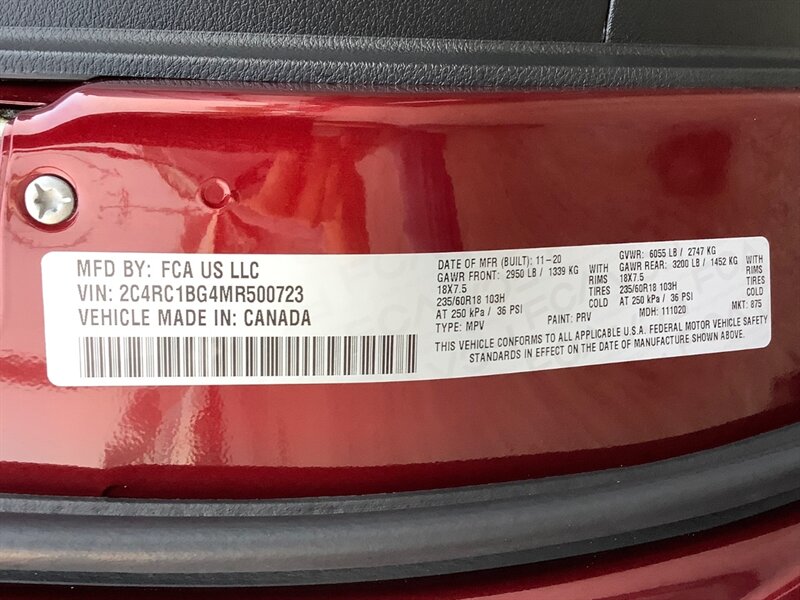 MFD BY: FCA US LLC
VIN: 2C4RC1BG4MR500723
VEHICLE MADE IN: CANADA
DATE OF MFR (BUILT): 11-20
GVWR: 6055 LB / 2747 KG
GAWR FRONT: 2950 LB / 1339 KG WITH
GAWR REAR: 3200 LB / 1452 KG WITH
18X7.5 RIMS
18X7.5 RIMS
235/60R18 103H TIRES
235/60R18 103H TIRES
AT 250 kPa / 36 PSI COLD
AT 250 kPa / 36 PSI COLD
TYPE: MPV PAINT: PRV MDH: 111020 MKT: 875
THIS VEHICLE CONFORMS TO ALL APPLICABLE U.S.A. FEDERAL MOTOR VEHICLE SAFETY
STANDARDS IN EFFECT ON THE DATE OF MANUFACTURE SHOWN ABOVE.